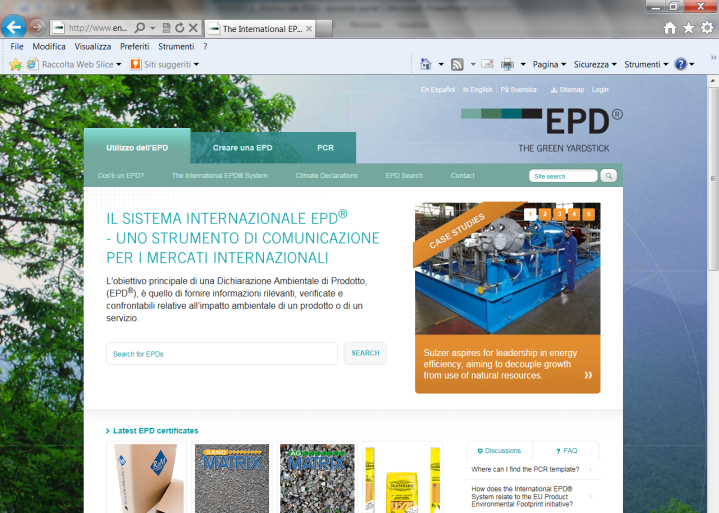 http://www.en...
The International EP...
File Modifica Visualizza Preferiti Strumenti ?
Raccolta Web Slice Siti suggeriti
Pagina Sicurezza Strumenti
En Español In English På Svenska Sitemap Login
EPD®
THE GREEN YARDSTICK
Utilizzo dell'EPD Creare una EPD PCR
Cos'è un EPD? The International EPD® System Climate Declarations EPD Search Contact Site search
IL SISTEMA INTERNAZIONALE EPD®
- UNO STRUMENTO DI COMUNICAZIONE
PER I MERCATI INTERNAZIONALI
L'obiettivo principale di una Dichiarazione Ambientale di Prodotto,
(EPD®), è quello di fornire informazioni rilevanti, verificate e
confrontabili relative all'impatto ambientale di un prodotto o di un
servizio.
Search for EPDs SEARCH
CASE STUDIES
1 2 3 4 5
Sulzer aspires for leadership in energy
efficiency, aiming to decouple growth
from use of natural resources.
Latest EPD certificates
SAND
MATRIX
MATRIX
Discussions ? FAQ
Where can I find the PCR template?
How does the International EPD®
System relate to the EU Product
Environmental Footprint initiative?